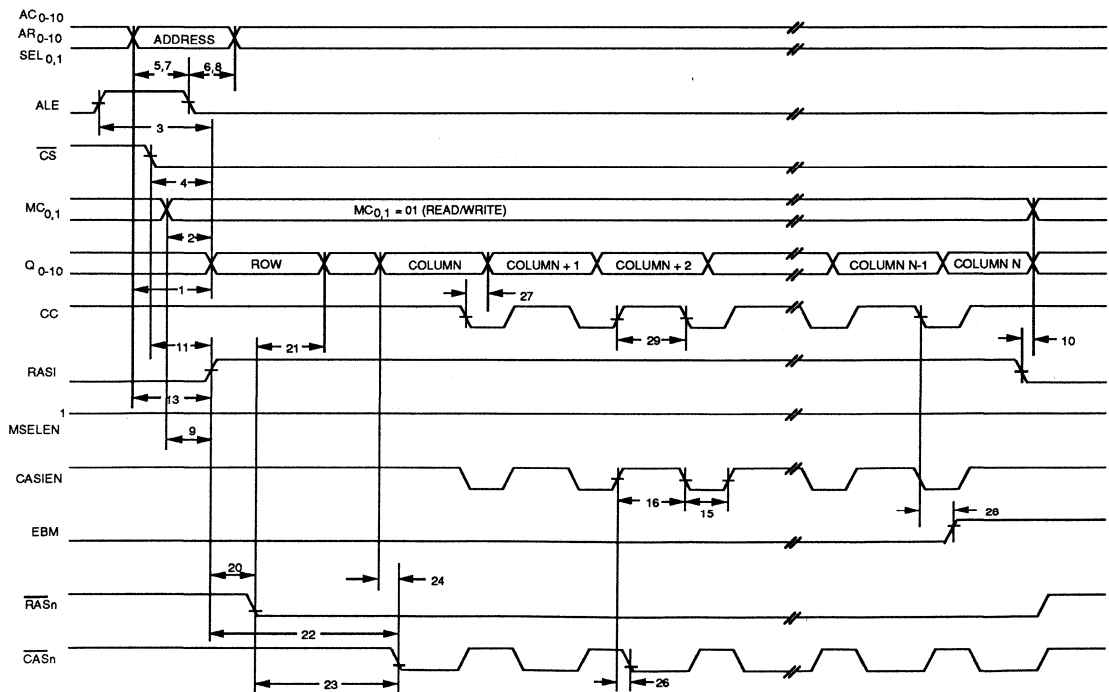 AC0-10
AR0-10
SEL0,1
ADDRESS
5,7
6,8
ALE
3
CS
4
MC0,1
MC0,1 = 01 (READ/WRITE)
2
Q 0-10
ROW
COLUMN
COLUMN + 1
COLUMN + 2
COLUMN N-1
COLUMN N
1
27
CC
11
21
29
10
RASI
13
1
MSELEN
9
CASIEN
16
15
28
EBM
20
24
RASn
22
CASn
23
26